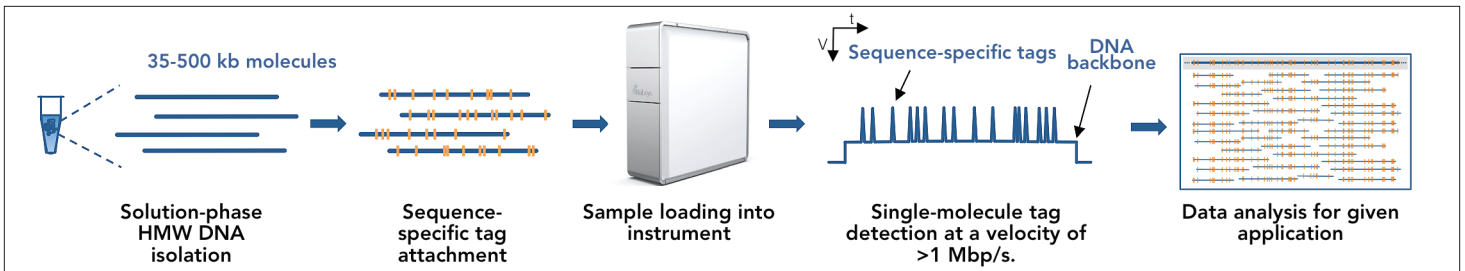 35-500 kb molecules
t
V
Sequence-specific tags
DNA
backbone
Solution-phase
HMW DNA
isolation
Sequence-
specific tag
attachment
Sample loading into
instrument
Single-molecule tag
detection at a velocity of
>1 Mbp/s.
Data analysis for given
application